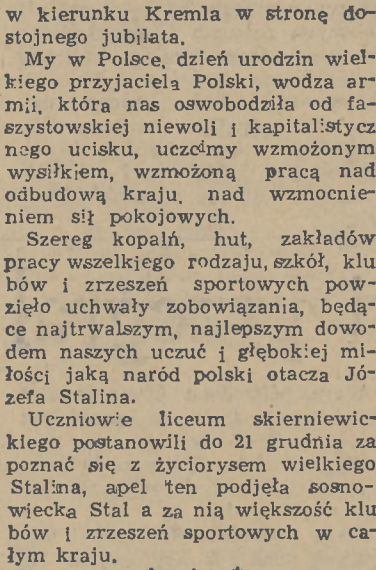 w kierunku Kremla w stronę do-
stojnego jubilata.
My w Polsce, dzień urodzin wiel-
kiego przyjaciela Polski, wodza ar-
mii, która nas oswobodziła od fa-
szystowskiej niewoli i kapitalistycz
nego ucisku, uczcimy wzmożonym
wysiłkiem, wzmożoną pracą nad
odbudową kraju, nad wzmocnie-
niem sił pokojowych.
Szereg kopalń, hut, zakładów
pracy wszelkiego rodzaju, szkół, klu
bów i zrzeszeń sportowych pow-
zięło uchwały zobowiązania, będą-
ce najtrwalszym, najlepszym dowo-
dem naszych uczuć i głębokiej mi-
łości jaką naród polski otacza Jó-
zefa Stalina.
Uczniowie liceum skierniewic-
kiego postanowili do 21 grudnia za
poznać się z życiorysem wielkiego
Stalina, apel ten podjęła sosno-
wiecka Stal a za nią większość klu
bów i zrzeszeń sportowych w ca-
łym kraju.